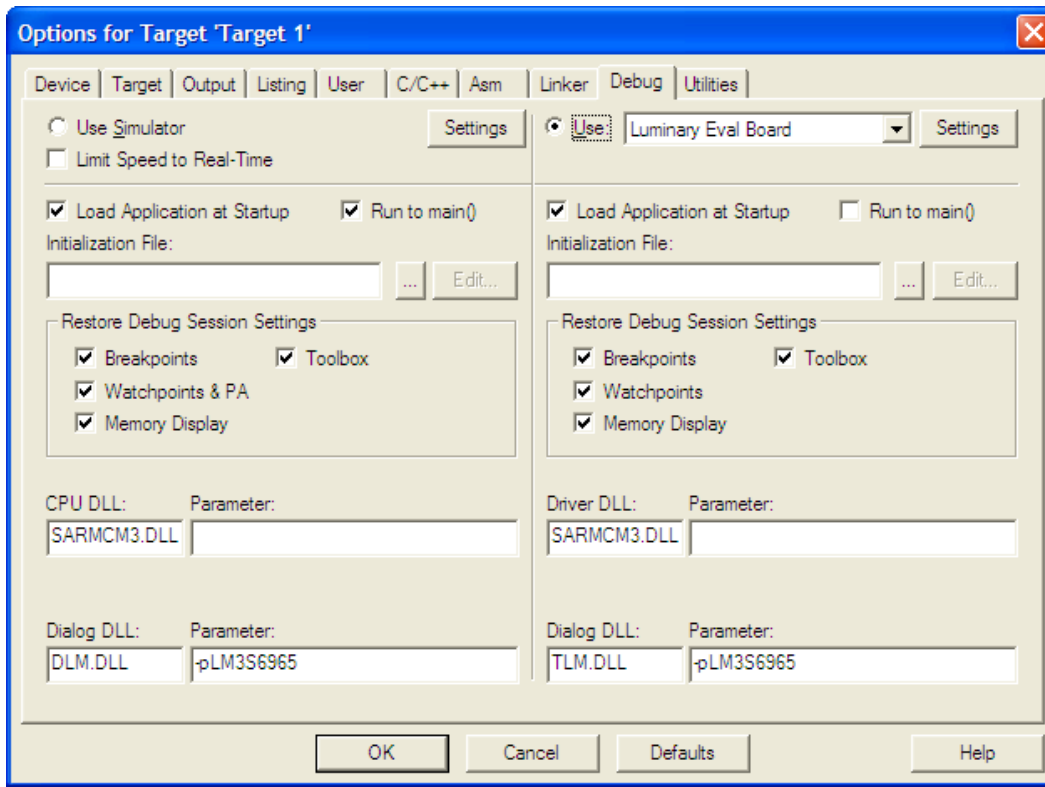 Options for Target 'Target 1'
Device Target Output Listing User C/C++ Asm Linker Debug Utilities
Use Simulator Settings
Limit Speed to Real-Time
Use: Luminary Eval Board Settings
Load Application at Startup Run to main()
Initialization File:
... Edit...
Load Application at Startup Run to main()
Initialization File:
... Edit...
Restore Debug Session Settings
Breakpoints Toolbox
Watchpoints & PA
Memory Display
Restore Debug Session Settings
Breakpoints Toolbox
Watchpoints
Memory Display
CPU DLL: Parameter:
SARMCM3.DLL
Driver DLL: Parameter:
SARMCM3.DLL
Dialog DLL: Parameter:
DLM.DLL -pLM3S6965
Dialog DLL: Parameter:
TLM.DLL -pLM3S6965
OK Cancel Defaults Help